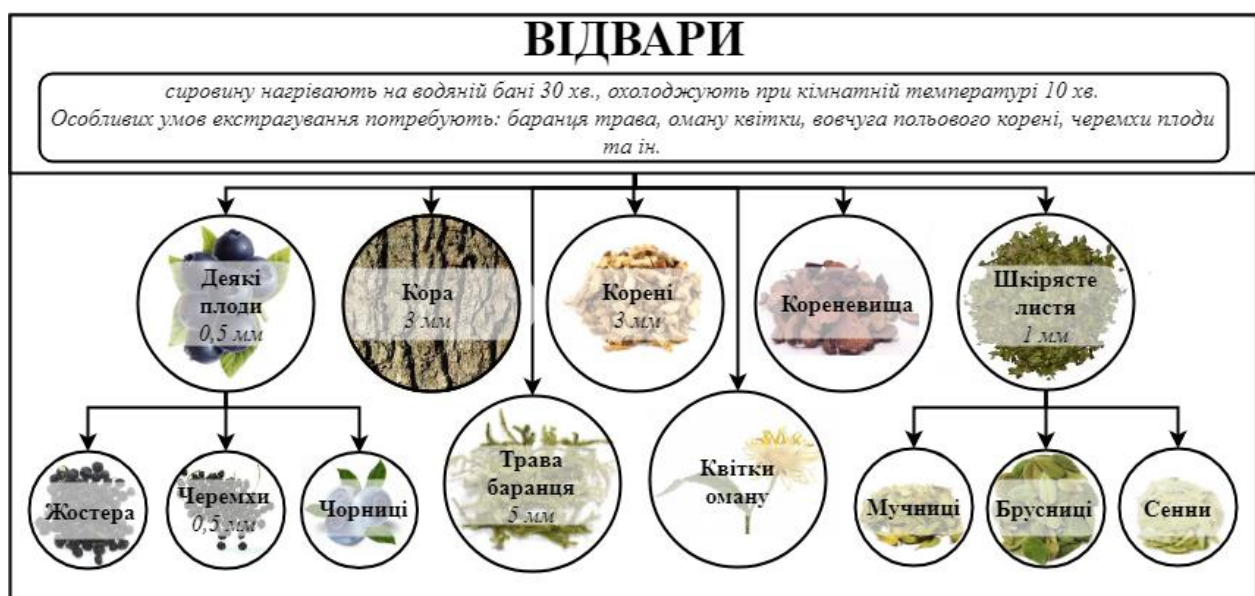 ВІДВАРИ
сировину нагрівають на водяній бані 30 хв., охолоджують при кімнатній температурі 10 хв.
Особливих умов екстрагування потребують: баранця трава, оману квітки, вовчуга польового корені, черемхи плоди
та ін.
Деякі
плоди
0,5 мм
Кора
3 мм
Корені
3 мм
Кореневища
Шкірясте
листя
1 мм
Жостера
Черемхи
0,5 мм
Чорниці
Трава
баранця
5 мм
Квітки
оману
Мучниці
Брусниці
Сенни